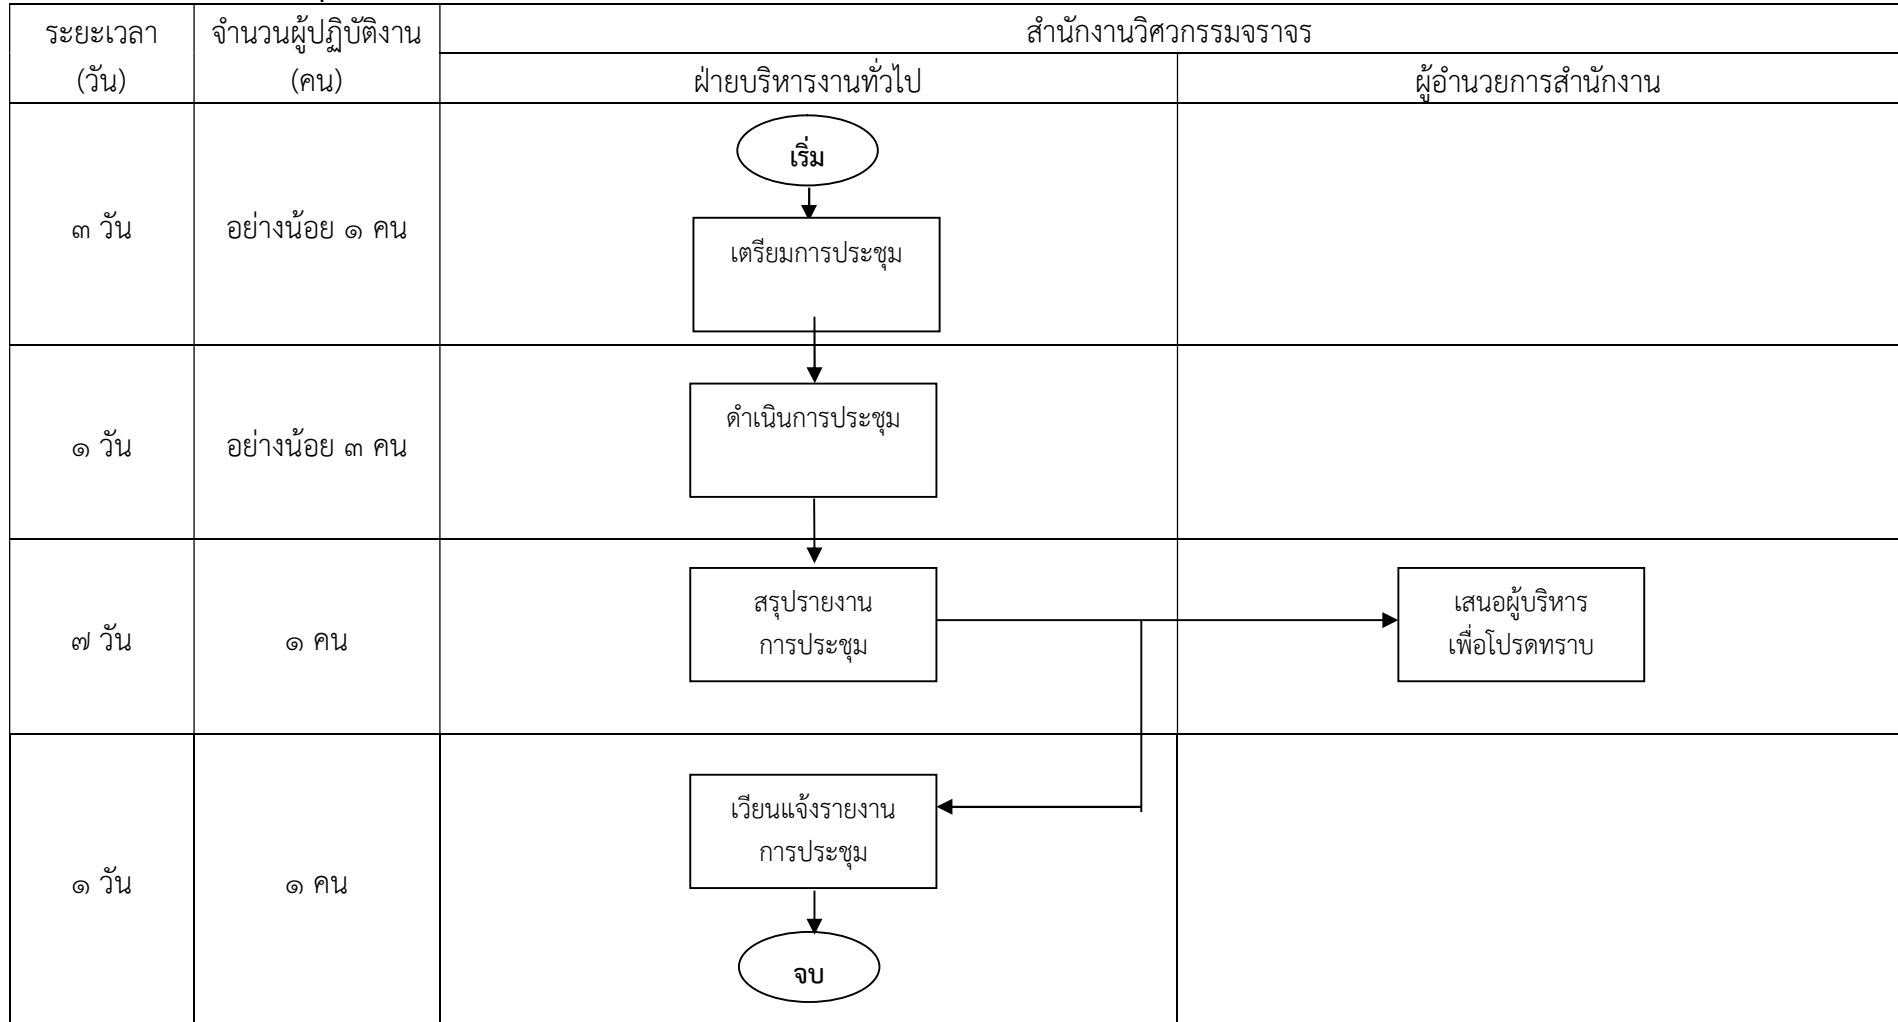 ระยะเวลา
(วัน)
จำนวนผู้ปฏิบัติงาน
(คน)
สำนักงานวิศวกรรมจราจร
ฝ่ายบริหารงานทั่วไป
ผู้อำนวยการสำนักงาน
๓ วัน
อย่างน้อย ๑ คน
เริ่ม
เตรียมการประชุม
๑ วัน
อย่างน้อย ๓ คน
ดำเนินการประชุม
๗ วัน
๑ คน
สรุปรายงาน
การประชุม
เสนอผู้บริหาร
เพื่อโปรดทราบ
๑ วัน
๑ คน
เวียนแจ้งรายงาน
การประชุม
จบ